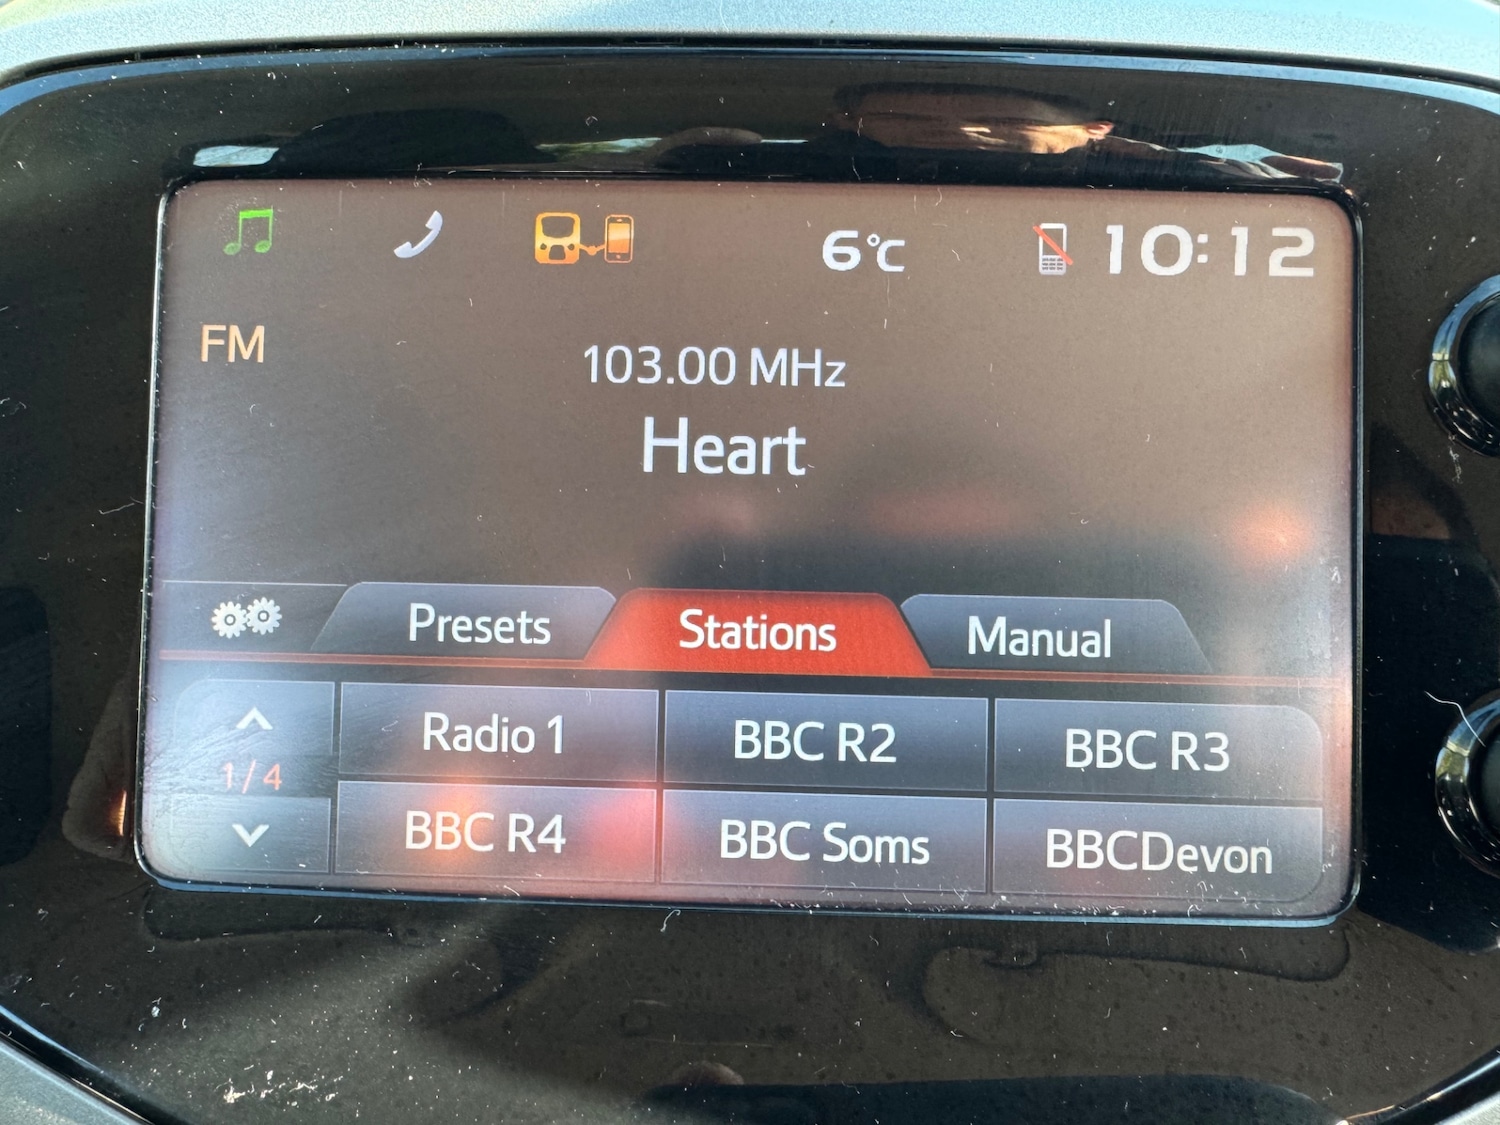 6°C
10:12
FM
103.00 MHz
Heart
Presets
Stations
Manual
1/4
Radio 1
BBC R2
BBC R3
BBC R4
BBC Soms
BBCDevon